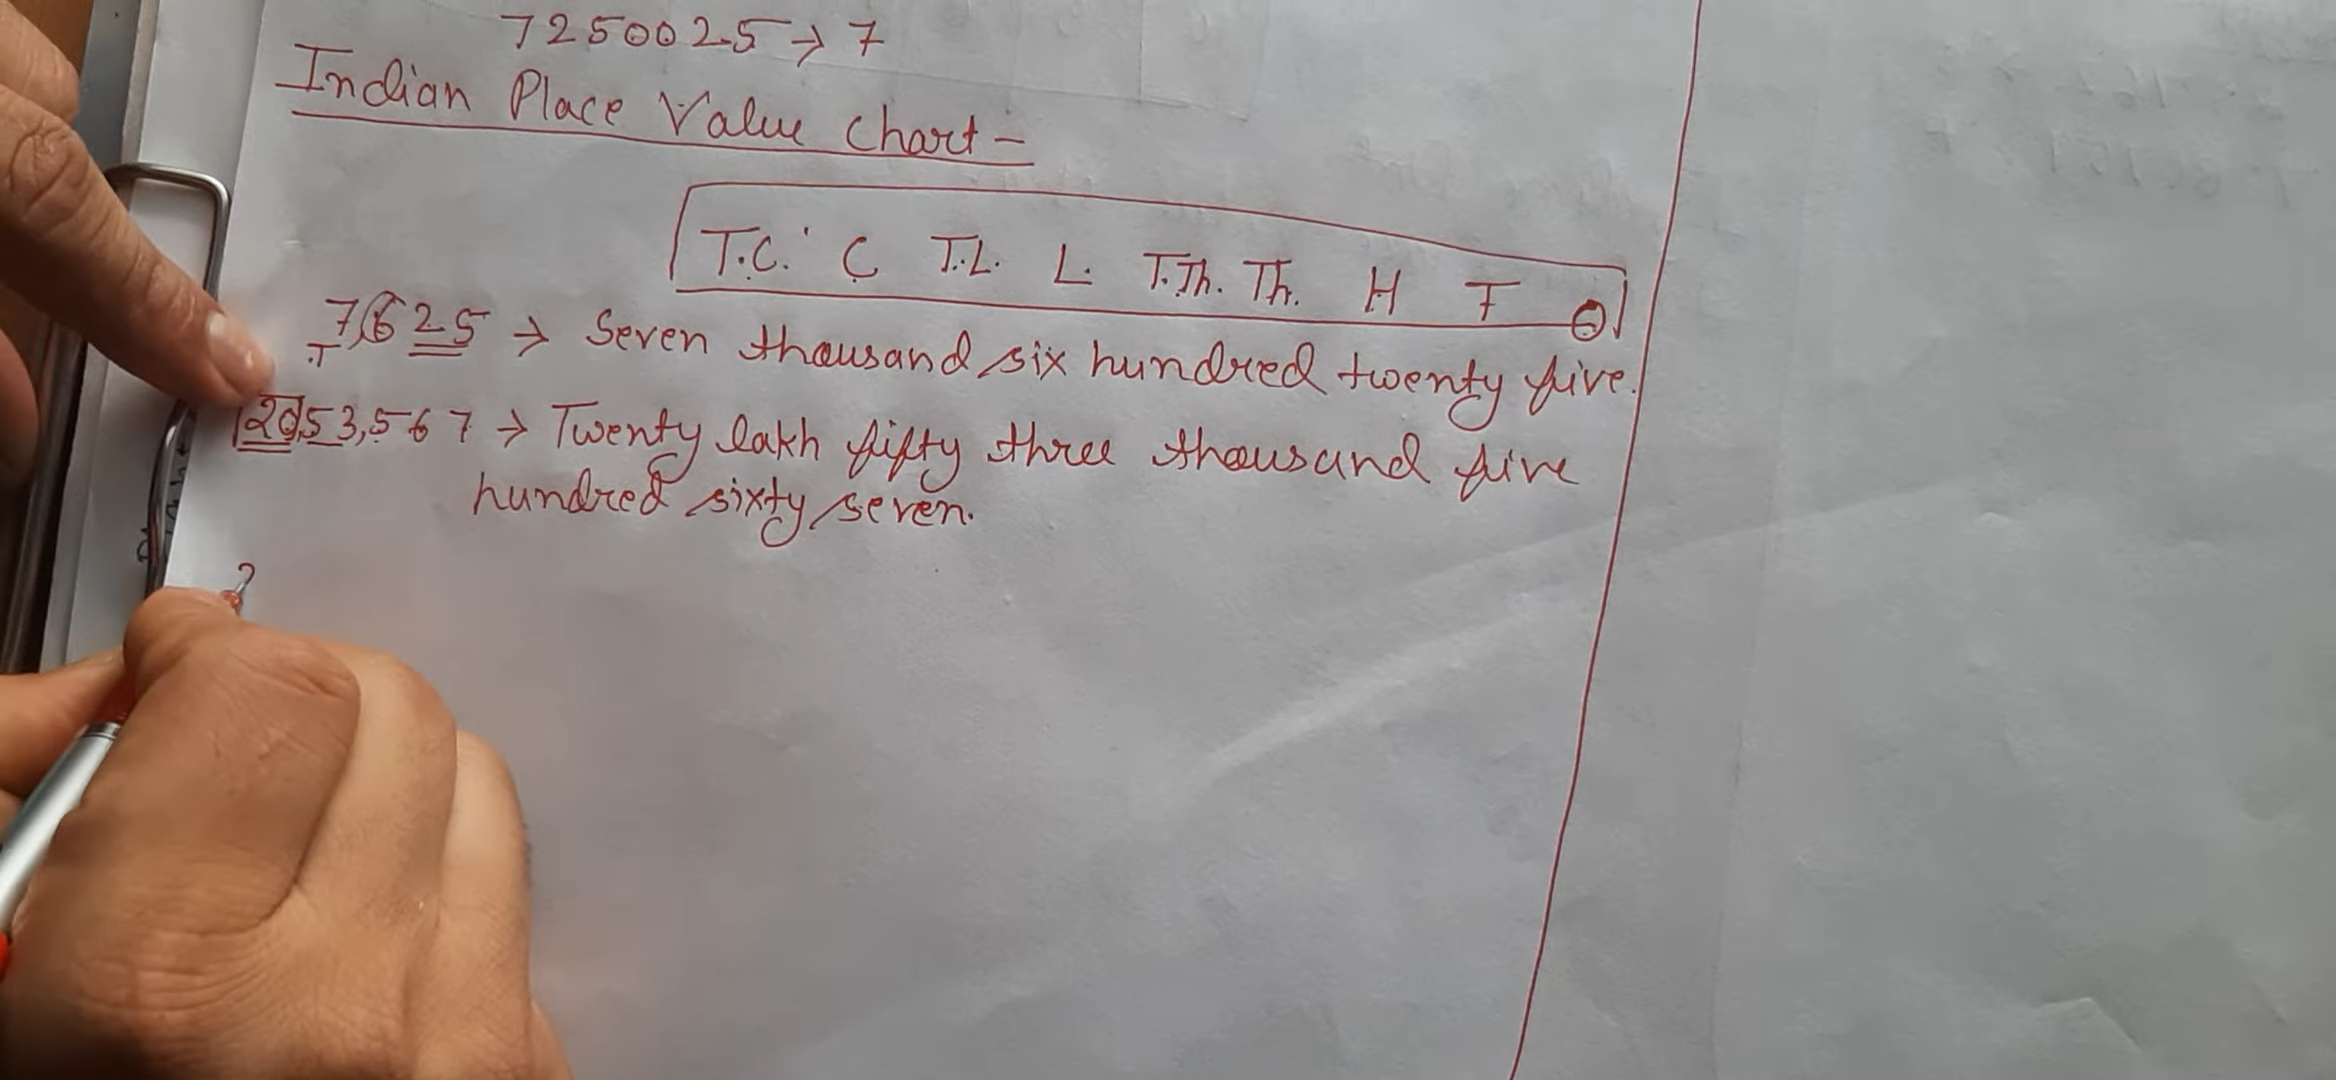 7250025 → 7
Indian Place Value Chart -
T.C. C T.L. L. T.Th. Th. H T O
7,625 → Seven thousand six hundred twenty five.
T
20,53,567 → Twenty lakh fifty three thousand five
hundred sixty seven.
2